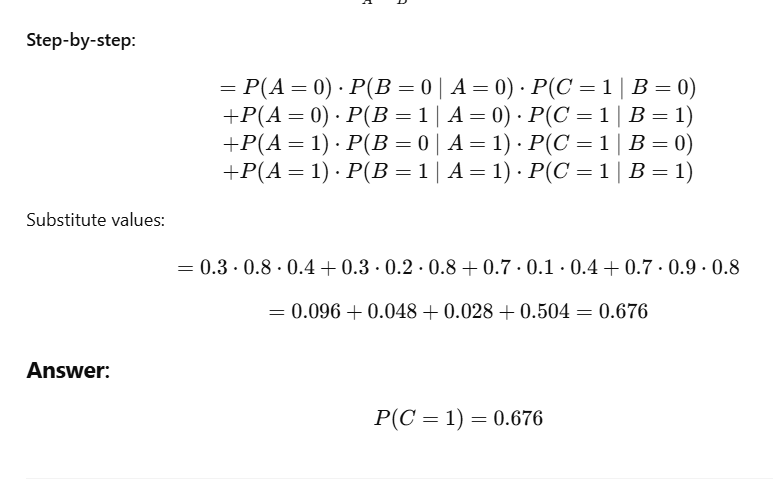 A B
Step-by-step:
= P(A = 0) · P(B = 0 | A = 0) · P(C = 1 | B = 0)
+P(A = 0) · P(B = 1 | A = 0) · P(C = 1 | B = 1)
+P(A = 1) · P(B = 0 | A = 1) · P(C = 1 | B = 0)
+P(A = 1) · P(B = 1 | A = 1) · P(C = 1 | B = 1)
Substitute values:
= 0.3 · 0.8 · 0.4 + 0.3 · 0.2 · 0.8 + 0.7 · 0.1 · 0.4 + 0.7 · 0.9 · 0.8
= 0.096 + 0.048 + 0.028 + 0.504 = 0.676
Answer:
P(C = 1) = 0.676